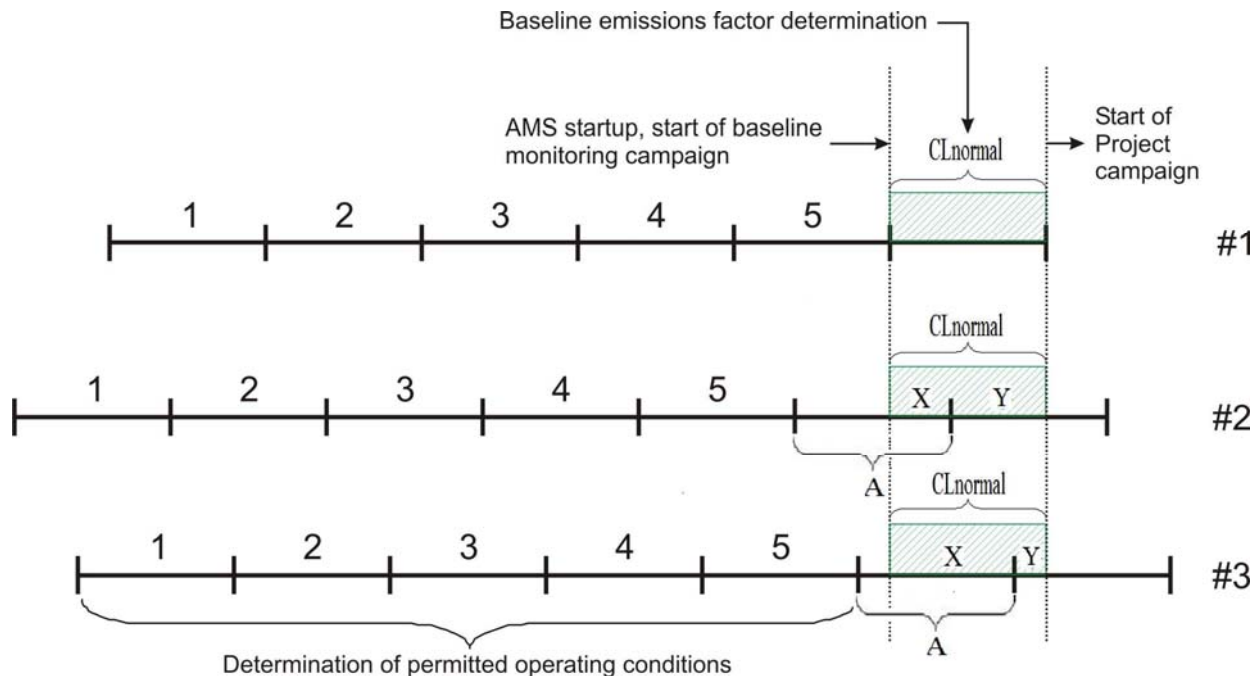 Baseline emissions factor determination
AMS startup, start of baseline
monitoring campaign
CLnormal
Start of
Project
campaign
1 2 3 4 5
#1
CLnormal
1 2 3 4 5 X Y
#2
A
CLnormal
1 2 3 4 5 X Y
#3
A
Determination of permitted operating conditions